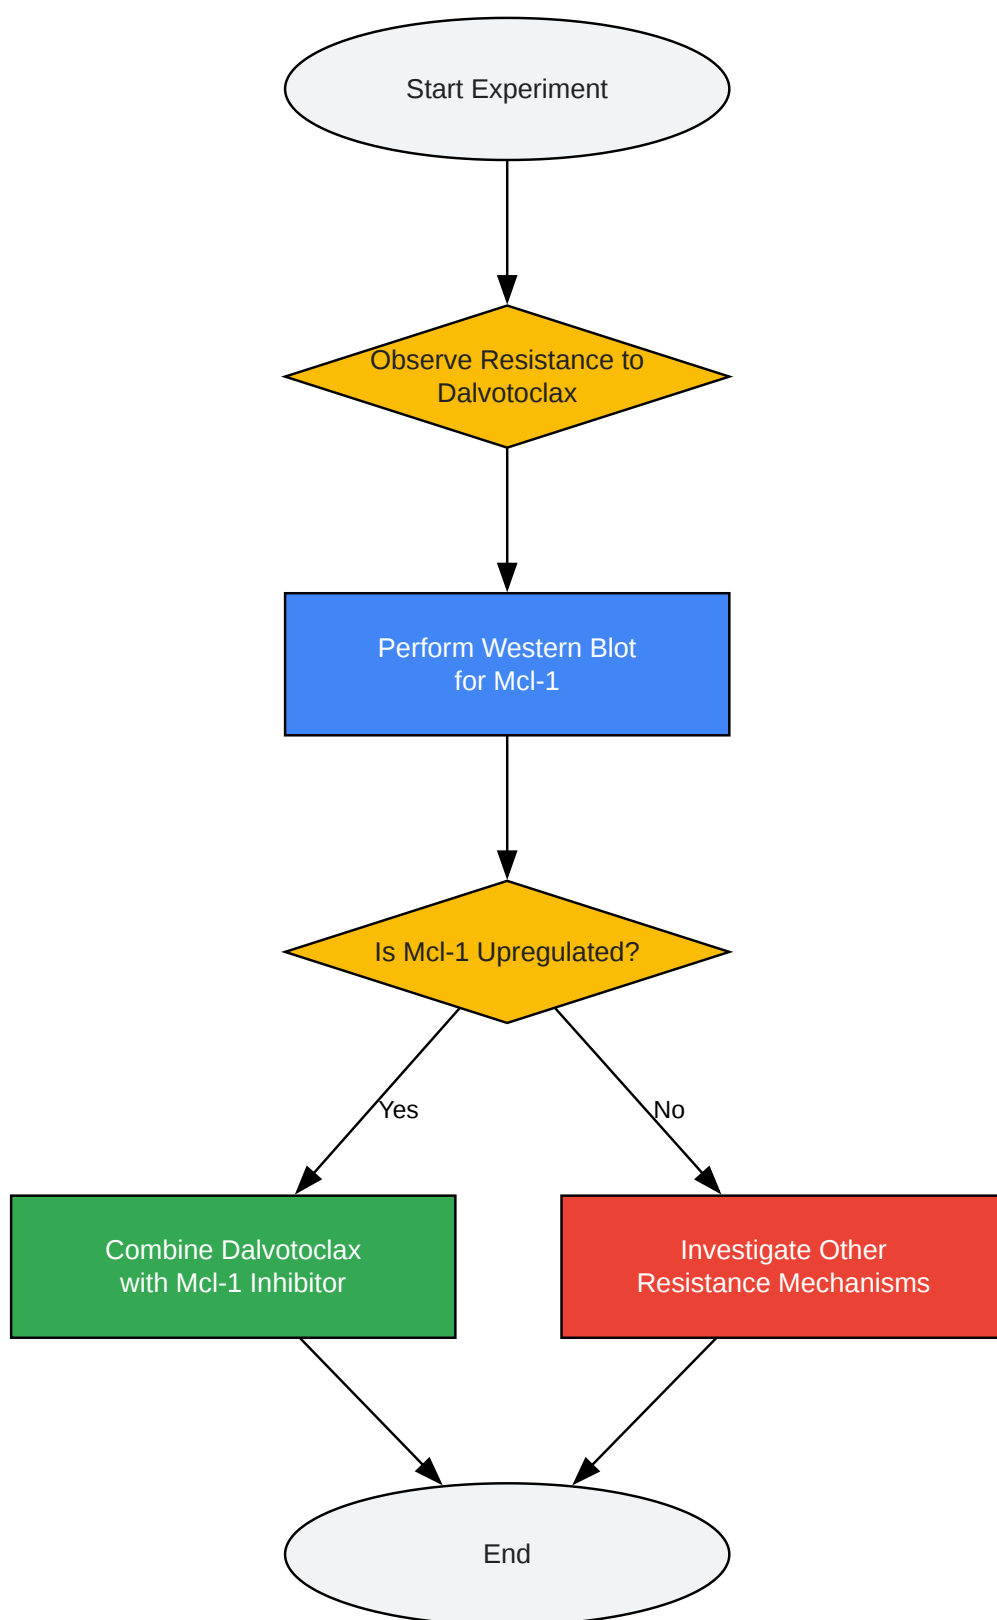 Start Experiment
Observe Resistance to
Dalvotoclax
Perform Western Blot
for Mcl-1
Is Mcl-1 Upregulated?
Yes
No
Combine Dalvotoclax
with Mcl-1 Inhibitor
Investigate Other
Resistance Mechanisms
End